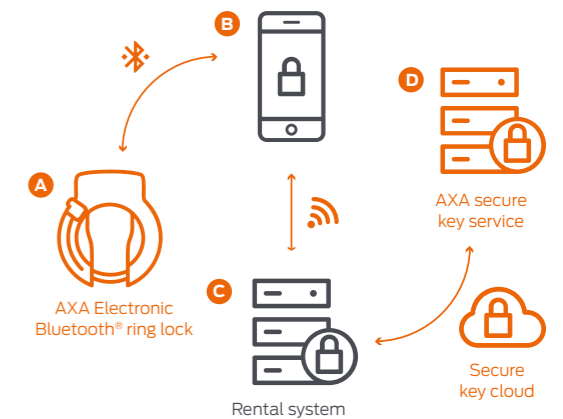 B
D
A
AXA secure
key service
AXA Electronic
Bluetooth® ring lock
C
Secure
key cloud
Rental system